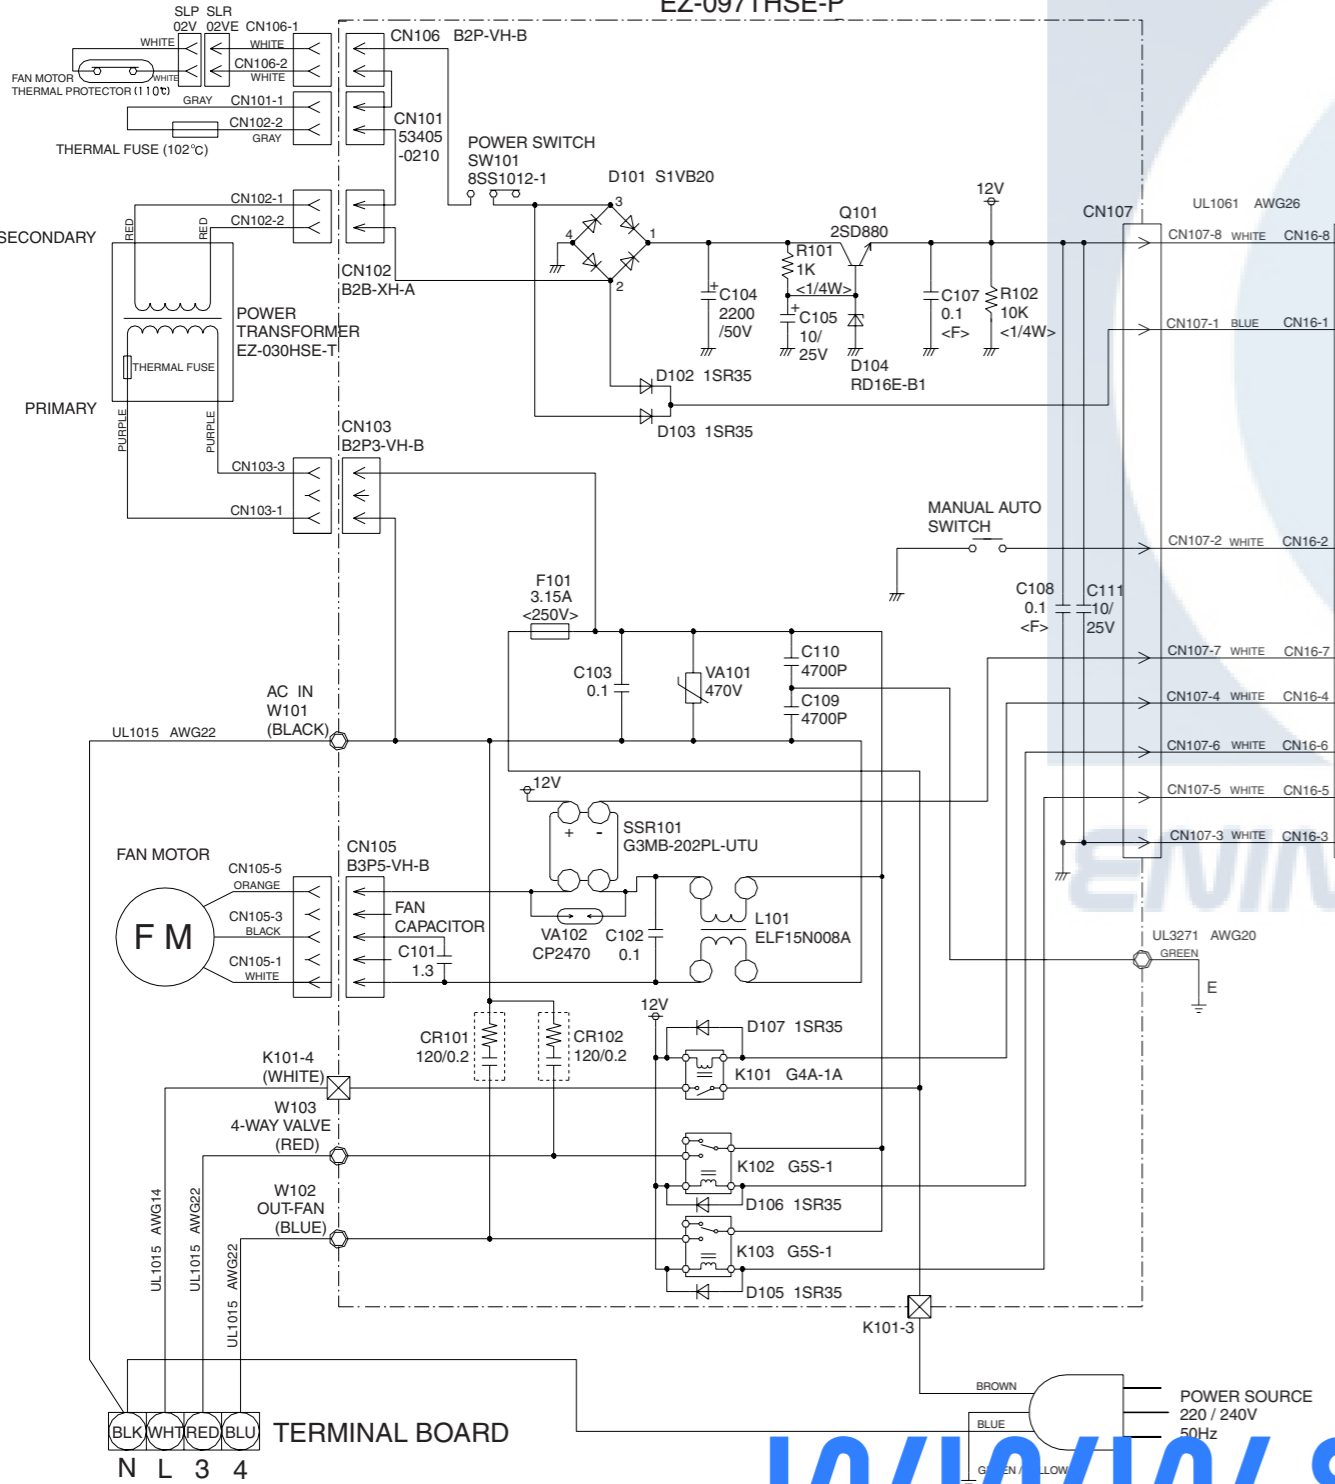 EZ-0971HSE-P
SLP SLR
02V 02VE CN106-1
WHITE
WHITE
CN106-2
WHITE
WHITE
FAN MOTOR
THERMAL PROTECTOR (110℃)
GRAY CN101-1
CN102-2
GRAY
THERMAL FUSE (102°C)
CN106 B2P-VH-B
CN101
53405
-0210
POWER SWITCH
SW101
8SS1012-1
D101 S1VB20
3
4
1
2
12V
Q101
2SD880
R101
1K
<1/4W>
+
C104
2200
/50V
+
C105
10/
25V
D104
RD16E-B1
C107
0.1
<F>
R102
10K
<1/4W>
CN107
UL1061 AWG26
CN107-8 WHITE CN16-8
CN107-1 BLUE CN16-1
CN102-1
CN102-2
RED
RED
SECONDARY
CN102
B2B-XH-A
POWER
TRANSFORMER
EZ-030HSE-T
THERMAL FUSE
PRIMARY
PURPLE
PURPLE
D102 1SR35
D103 1SR35
CN103
B2P3-VH-B
CN103-3
CN103-1
MANUAL AUTO
SWITCH
CN107-2 WHITE CN16-2
F101
3.15A
<250V>
C108
0.1
<F>
C111
10/
25V
C103
0.1
VA101
470V
C110
4700P
C109
4700P
CN107-7 WHITE CN16-7
CN107-4 WHITE CN16-4
CN107-6 WHITE CN16-6
CN107-5 WHITE CN16-5
CN107-3 WHITE CN16-3
AC IN
W101
(BLACK)
UL1015 AWG22
12V
+ -
SSR101
G3MB-202PL-UTU
FAN MOTOR
CN105
B3P5-VH-B
CN105-5
ORANGE
CN105-3
BLACK
CN105-1
WHITE
F M
FAN
CAPACITOR
C101
1.3
VA102
CP2470
C102
0.1
L101
ELF15N008A
UL3271 AWG20
GREEN
E
12V
CR101
120/0.2
CR102
120/0.2
D107 1SR35
K101 G4A-1A
K101-4
(WHITE)
W103
4-WAY VALVE
(RED)
K102 G5S-1
D106 1SR35
W102
OUT-FAN
(BLUE)
K103 G5S-1
D105 1SR35
UL1015 AWG14
UL1015 AWG22
UL1015 AWG22
K101-3
BROWN
BLUE
POWER SOURCE
220 / 240V
50Hz
BLK WHT RED BLU
TERMINAL BOARD
N L 3 4